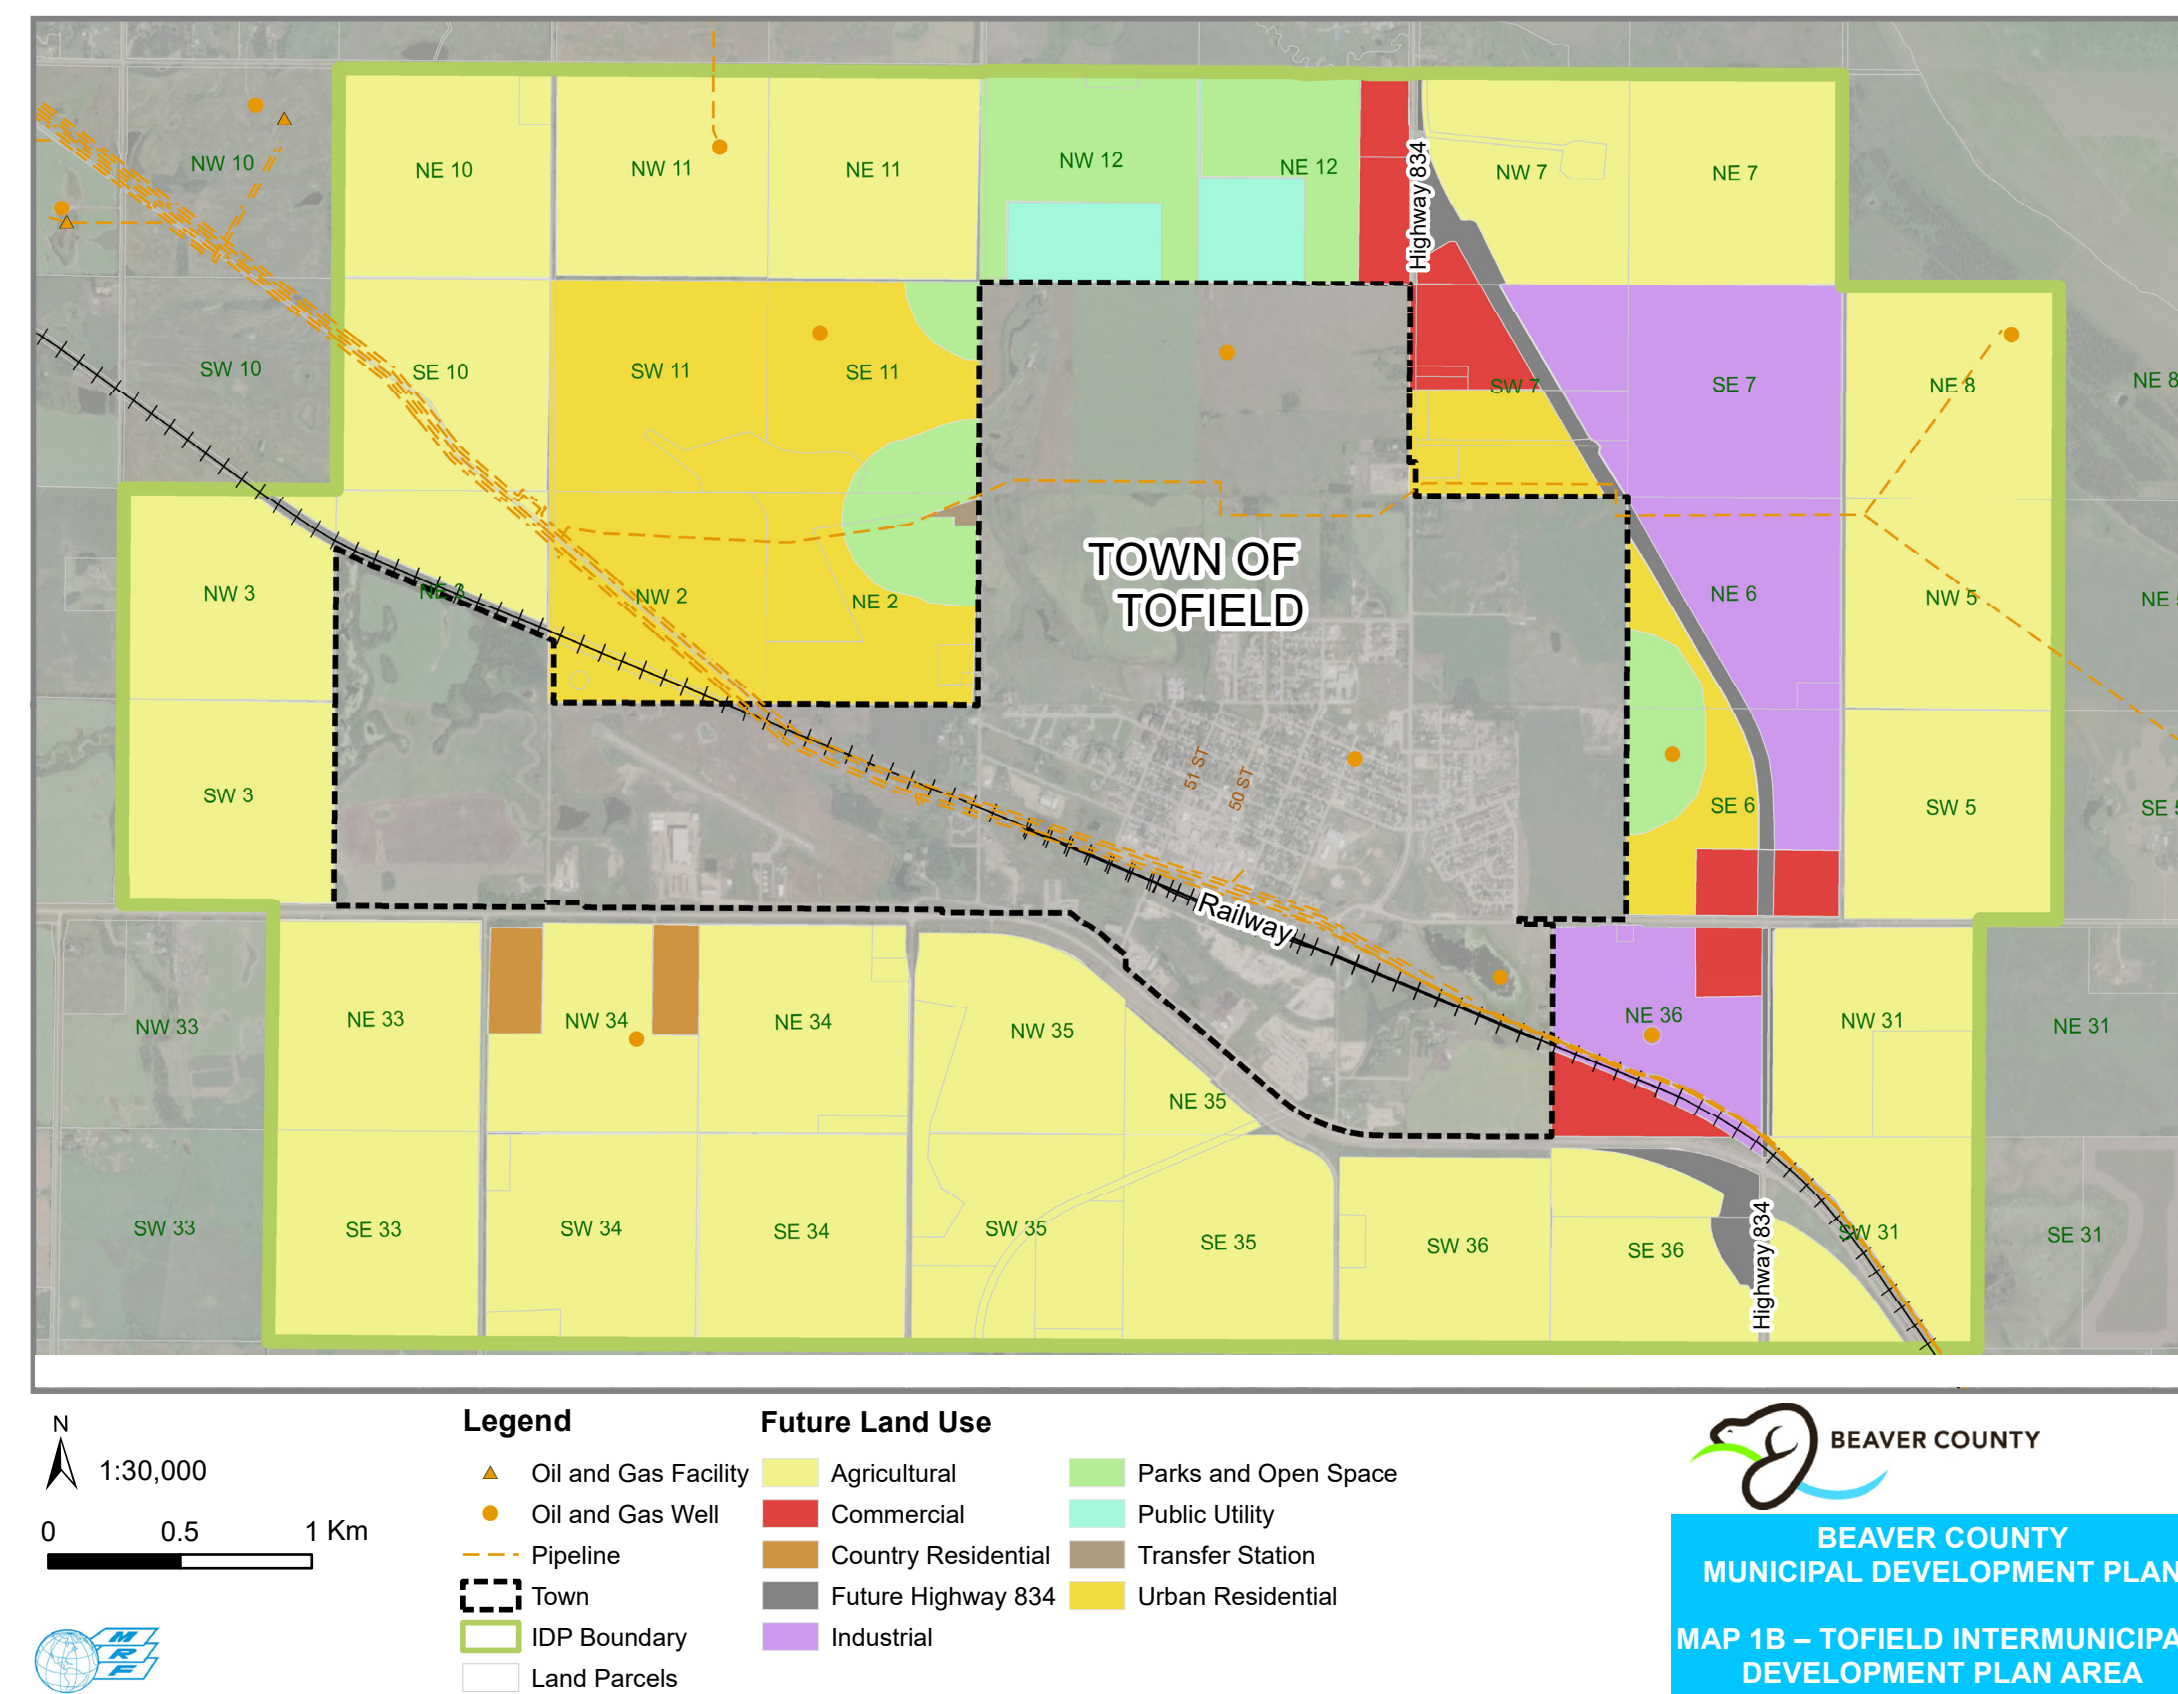 NW 10
NE 10
NW 11
NE 11
NW 12
NE 12
Highway 834
NW 7
NE 7
SW 10
SE 10
SW 11
SE 11
SW 7
SE 7
NE 8
NE 8
NW 3
NE 3
NW 2
NE 2
TOWN OF
TOFIELD
NE 6
NW 5
NE
SW 3
51 ST
50 ST
SE 6
SW 5
SE 5
Railway
NW 33
NE 33
NW 34
NE 34
NW 35
NE 35
NE 36
NW 31
NE 31
SW 33
SE 33
SW 34
SE 34
SW 35
SE 35
SW 36
SE 36
Highway 834
SW 31
SE 31
N
1:30,000
0 0.5 1 Km
MRF
Legend
Oil and Gas Facility
Oil and Gas Well
Pipeline
Town
IDP Boundary
Land Parcels
Future Land Use
Agricultural
Commercial
Country Residential
Future Highway 834
Industrial
Parks and Open Space
Public Utility
Transfer Station
Urban Residential
BEAVER COUNTY
BEAVER COUNTY
MUNICIPAL DEVELOPMENT PLAN
MAP 1B – TOFIELD INTERMUNICIPA
DEVELOPMENT PLAN AREA